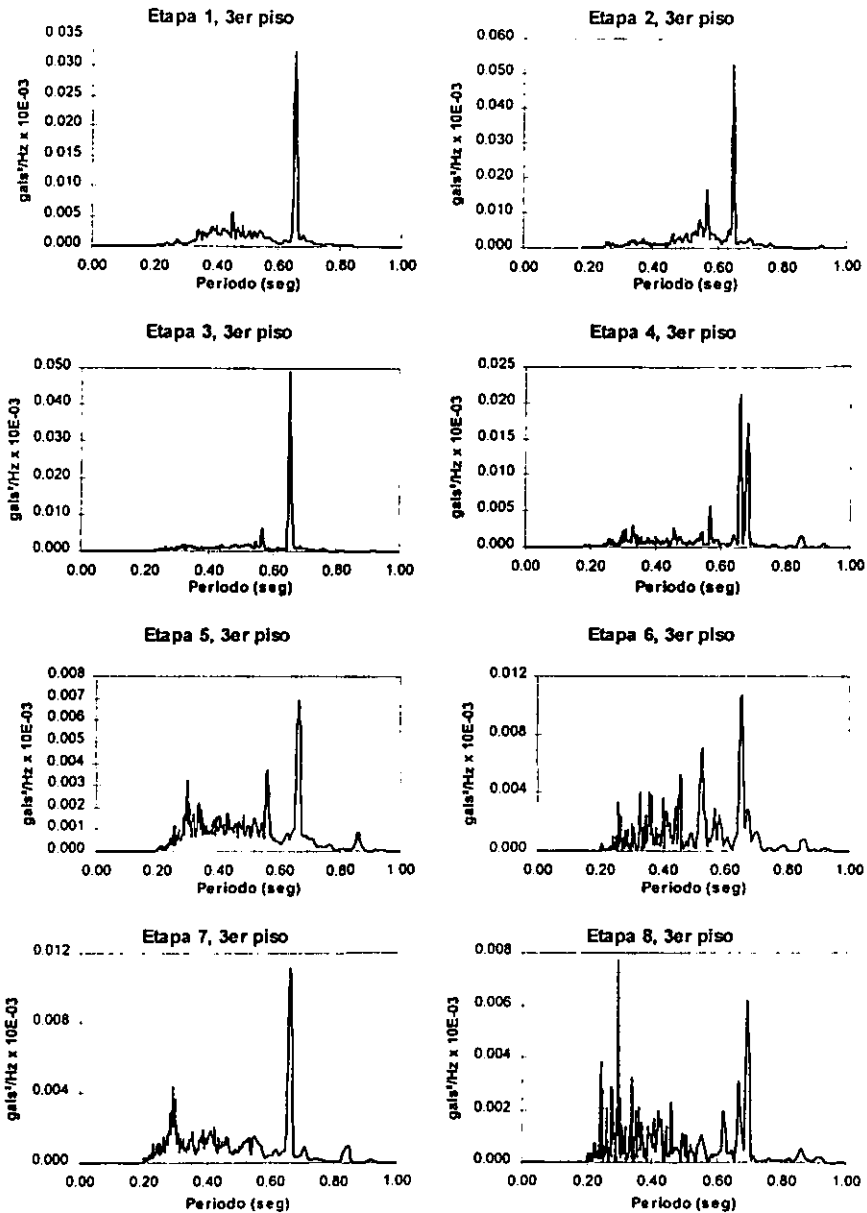 Etapa 1, 3er piso
0 035
0.030
0.025
0.020
0.015
0.010
0.005
0.000
gals²/Hz x 10E-03
0.00 0.20 0.40 0.60 0.80 1.00
Periodo (seg)
Etapa 2, 3er piso
0.060
0.050
0.040
0.030
0.020
0.010
0.000
gals²/Hz x 10E-03
0.00 0.20 0.40 0.60 0.80 1.00
Periodo (seg)
Etapa 3, 3er piso
0.050
0.040
0.030
0.020
0.010
0.000
gals²/Hz x 10E-03
0.00 0.20 0.40 0.60 0.80 1.00
Periodo (seg)
Etapa 4, 3er piso
0.025
0.020
0.015
0.010
0.005
0.000
gals²/Hz x 10E-03
0.00 0.20 0.40 0.60 0.80 1.00
Periodo (seg)
Etapa 5, 3er piso
0.008
0.007
0.006
0.005
0.004
0.003
0.002
0.001
0.000
gals²/Hz x 10E-03
0.00 0.20 0.40 0.60 0.80 1.00
Periodo (seg)
Etapa 6, 3er piso
0.012
0.008
0.004
0.000
gals²/Hz x 10E-03
0.00 0.20 0.40 0.60 0.80 1.00
Periodo (seg)
Etapa 7, 3er piso
0.012
0.008
0.004
0.000
gals²/Hz x 10E-03
0.00 0.20 0.40 0.60 0.80 1.00
Periodo (seg)
Etapa 8, 3er piso
0.008
0.006
0.004
0.002
0.000
gals²/Hz x 10E-03
0.00 0.20 0.40 0.60 0.80 1.00
Periodo (seg)